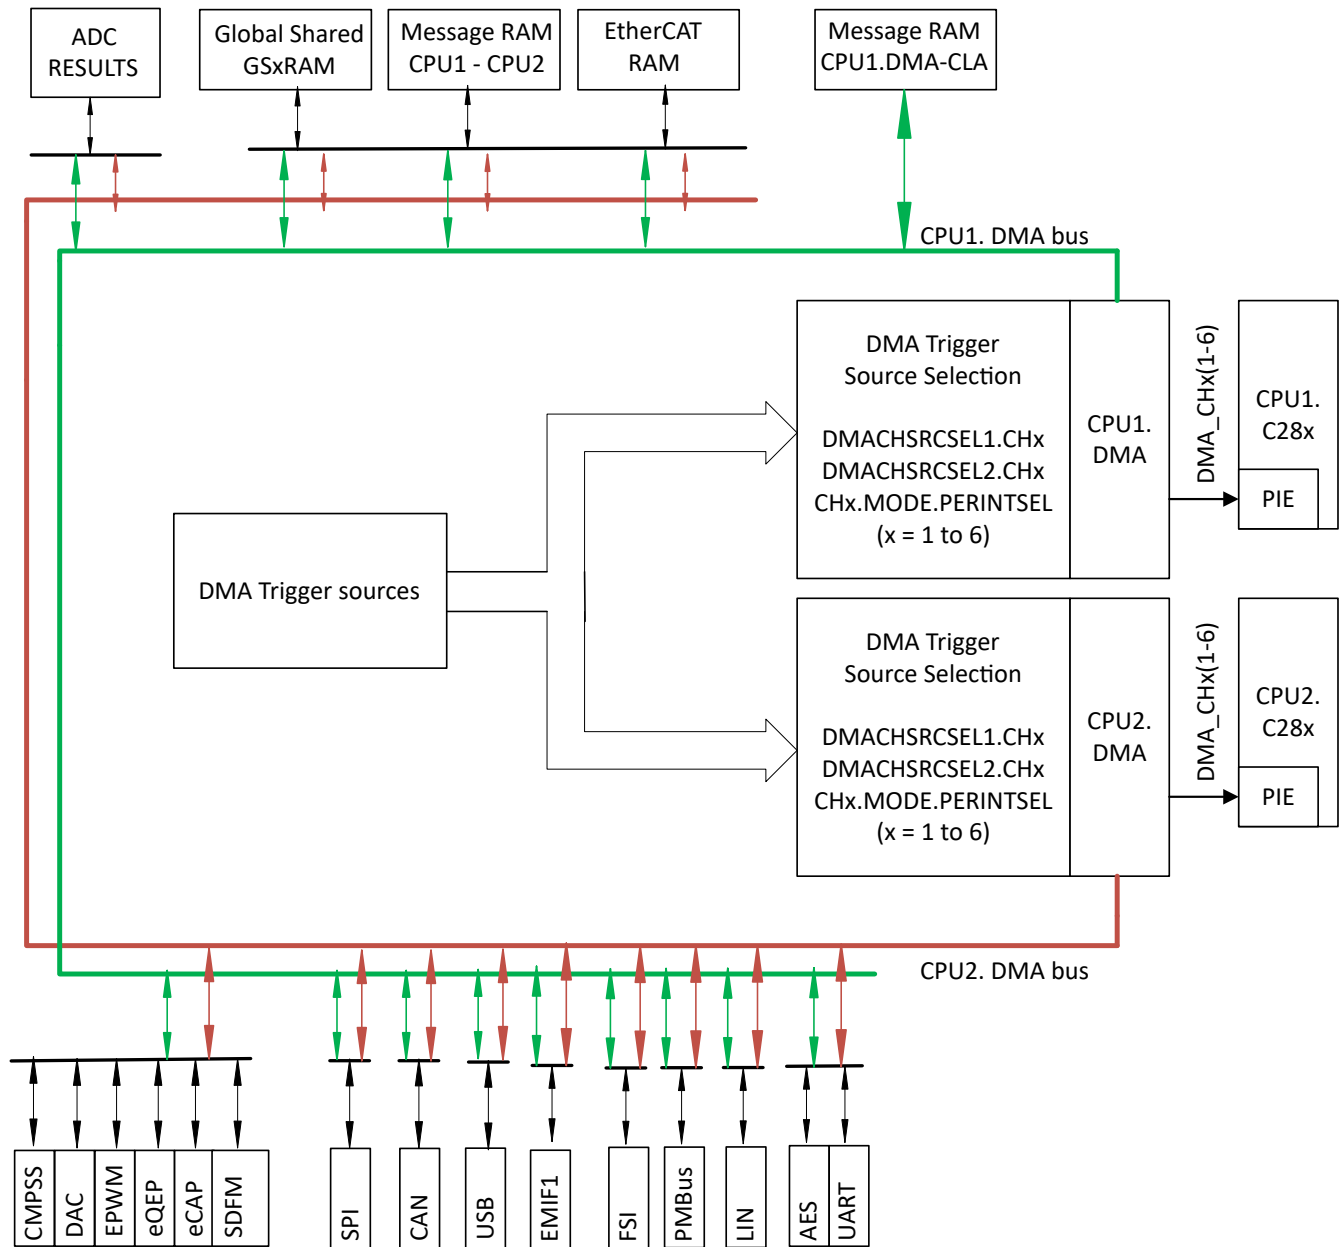 ADC
RESULTS
Global Shared
GSxRAM
Message RAM
CPU1 - CPU2
EtherCAT
RAM
Message RAM
CPU1.DMA-CLA
CPU1. DMA bus
DMA Trigger
Source Selection
DMACHSRCSEL1.CHx
DMACHSRCSEL2.CHx
CHx.MODE.PERINTSEL
(x = 1 to 6)
CPU1.
DMA
DMA_CHx(1-6)
CPU1.
C28x
PIE
DMA Trigger sources
DMA Trigger
Source Selection
DMACHSRCSEL1.CHx
DMACHSRCSEL2.CHx
CHx.MODE.PERINTSEL
(x = 1 to 6)
CPU2.
DMA
DMA_CHx(1-6)
CPU2.
C28x
PIE
CPU2. DMA bus
CMPSS
DAC
EPWM
eQEP
eCAP
SDFM
SPI
CAN
USB
EMIF1
FSI
PMBus
LIN
AES
UART